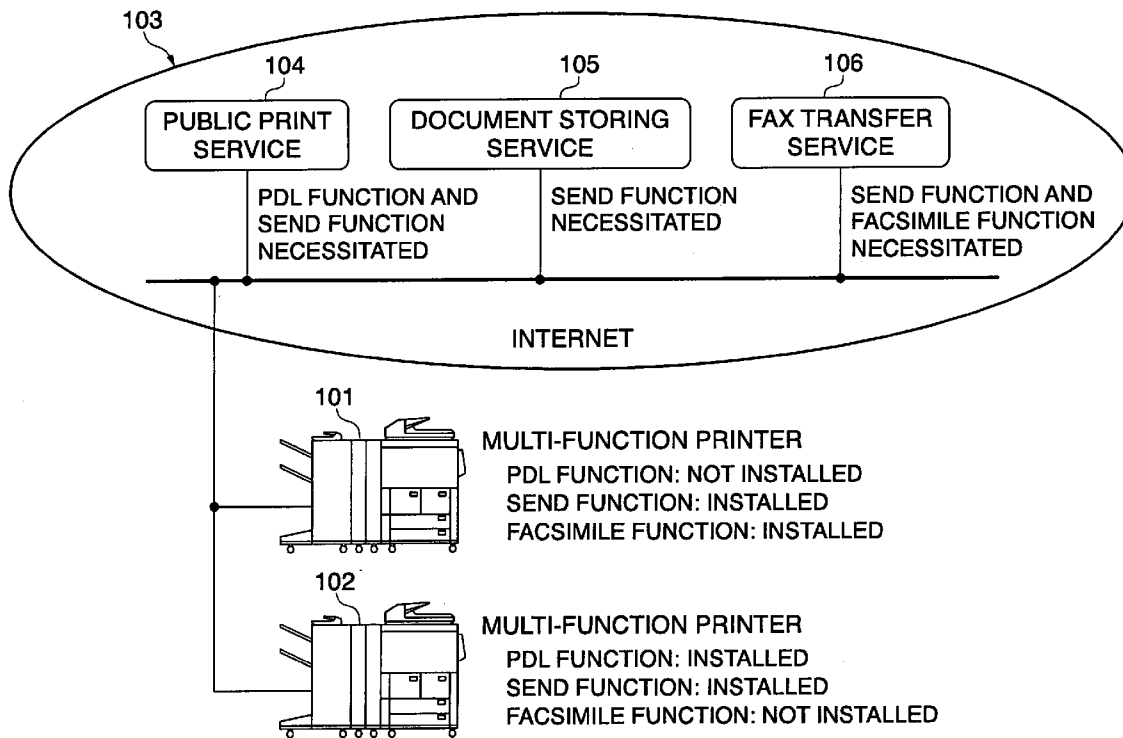 103
104
105
106
PUBLIC PRINT
SERVICE
DOCUMENT STORING
SERVICE
FAX TRANSFER
SERVICE
PDL FUNCTION AND
SEND FUNCTION
NECESSITATED
SEND FUNCTION
NECESSITATED
SEND FUNCTION AND
FACSIMILE FUNCTION
NECESSITATED
INTERNET
101
MULTI-FUNCTION PRINTER
PDL FUNCTION: NOT INSTALLED
SEND FUNCTION: INSTALLED
FACSIMILE FUNCTION: INSTALLED
102
MULTI-FUNCTION PRINTER
PDL FUNCTION: INSTALLED
SEND FUNCTION: INSTALLED
FACSIMILE FUNCTION: NOT INSTALLED